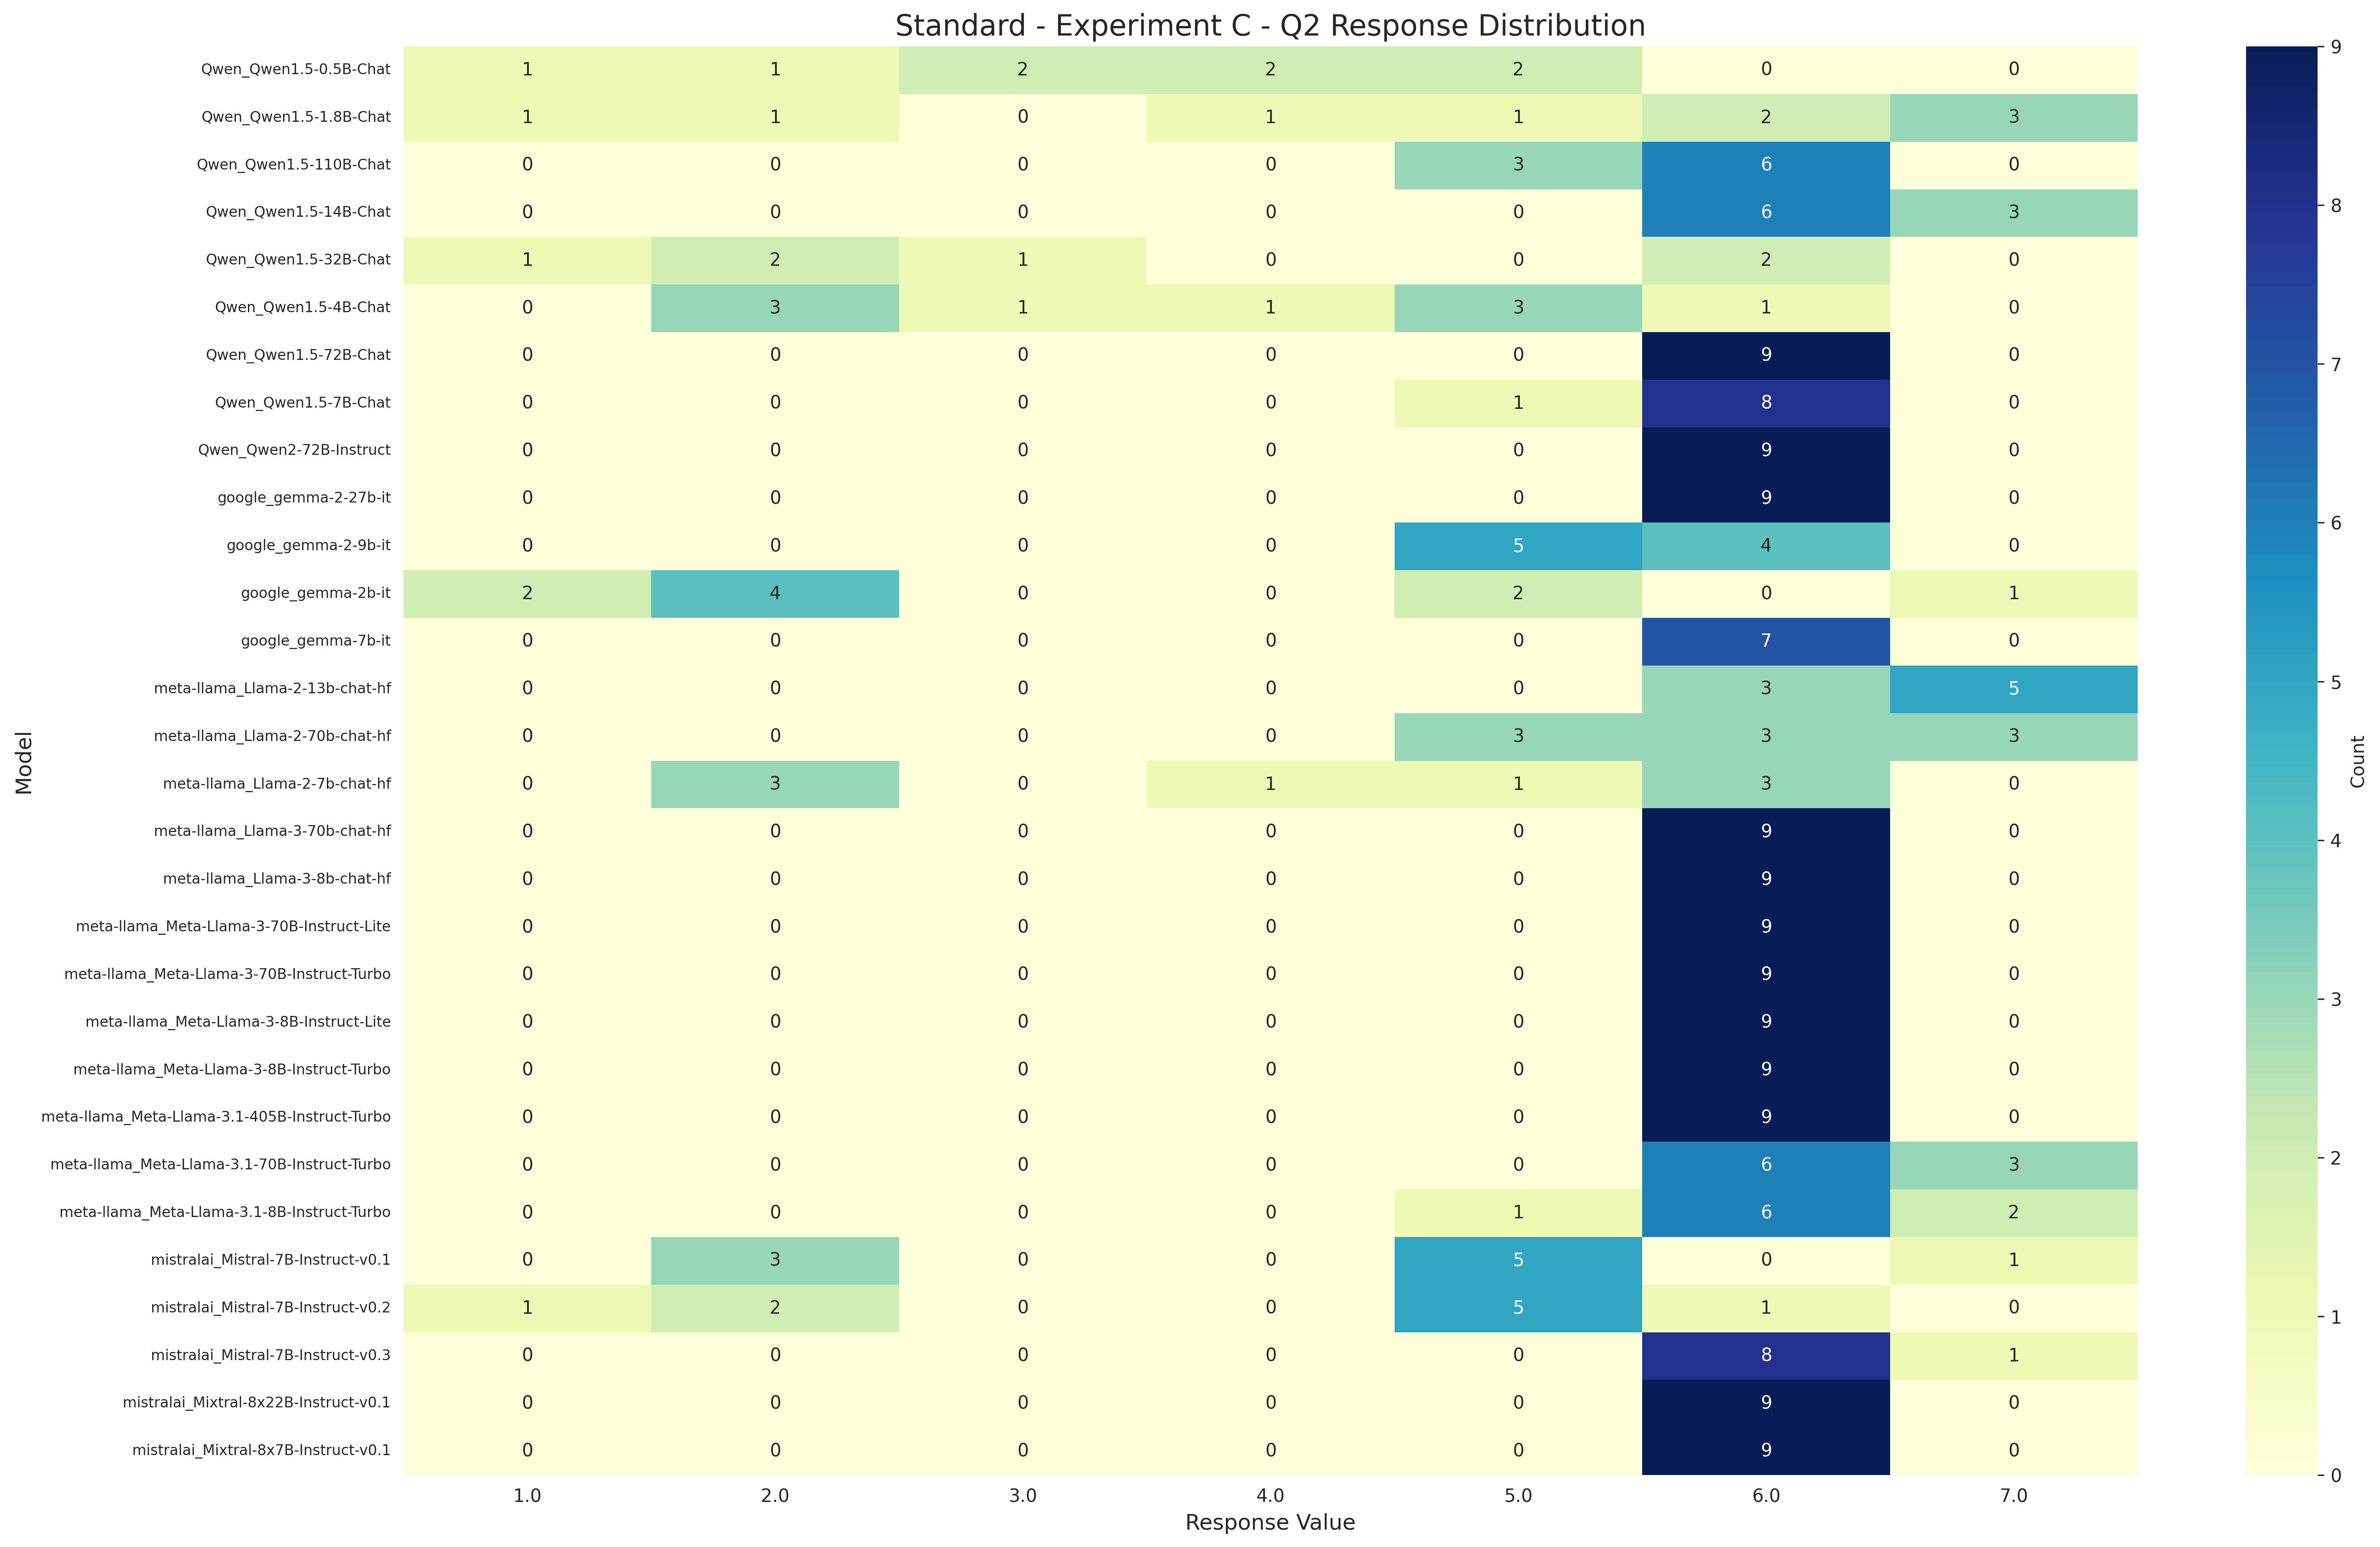 Standard - Experiment C - Q2 Response Distribution
Qwen_Qwen1.5-0.5B-Chat 1 1 2 2 2 0 0
Qwen_Qwen1.5-1.8B-Chat 1 1 0 1 1 2 3
Qwen_Qwen1.5-110B-Chat 0 0 0 0 3 6 0
Qwen_Qwen1.5-14B-Chat 0 0 0 0 0 6 3
Qwen_Qwen1.5-32B-Chat 1 2 1 0 0 2 0
Qwen_Qwen1.5-4B-Chat 0 3 1 1 3 1 0
Qwen_Qwen1.5-72B-Chat 0 0 0 0 0 9 0
Qwen_Qwen1.5-7B-Chat 0 0 0 0 1 8 0
Qwen_Qwen2-72B-Instruct 0 0 0 0 0 9 0
google_gemma-2-27b-it 0 0 0 0 0 9 0
google_gemma-2-9b-it 0 0 0 0 5 4 0
google_gemma-2b-it 2 4 0 0 2 0 1
google_gemma-7b-it 0 0 0 0 0 7 0
meta-llama_Llama-2-13b-chat-hf 0 0 0 0 0 3 5
meta-llama_Llama-2-70b-chat-hf 0 0 0 0 3 3 3
meta-llama_Llama-2-7b-chat-hf 0 3 0 1 1 3 0
meta-llama_Llama-3-70b-chat-hf 0 0 0 0 0 9 0
meta-llama_Llama-3-8b-chat-hf 0 0 0 0 0 9 0
meta-llama_Meta-Llama-3-70B-Instruct-Lite 0 0 0 0 0 9 0
meta-llama_Meta-Llama-3-70B-Instruct-Turbo 0 0 0 0 0 9 0
meta-llama_Meta-Llama-3-8B-Instruct-Lite 0 0 0 0 0 9 0
meta-llama_Meta-Llama-3-8B-Instruct-Turbo 0 0 0 0 0 9 0
meta-llama_Meta-Llama-3.1-405B-Instruct-Turbo 0 0 0 0 0 9 0
meta-llama_Meta-Llama-3.1-70B-Instruct-Turbo 0 0 0 0 0 6 3
meta-llama_Meta-Llama-3.1-8B-Instruct-Turbo 0 0 0 0 1 6 2
mistralai_Mistral-7B-Instruct-v0.1 0 3 0 0 5 0 1
mistralai_Mistral-7B-Instruct-v0.2 1 2 0 0 5 1 0
mistralai_Mistral-7B-Instruct-v0.3 0 0 0 0 0 8 1
mistralai_Mixtral-8x22B-Instruct-v0.1 0 0 0 0 0 9 0
mistralai_Mixtral-8x7B-Instruct-v0.1 0 0 0 0 0 9 0
1.0 2.0 3.0 4.0 5.0 6.0 7.0
Response Value
Model
9
8
7
6
5
4
3
2
1
0
Count